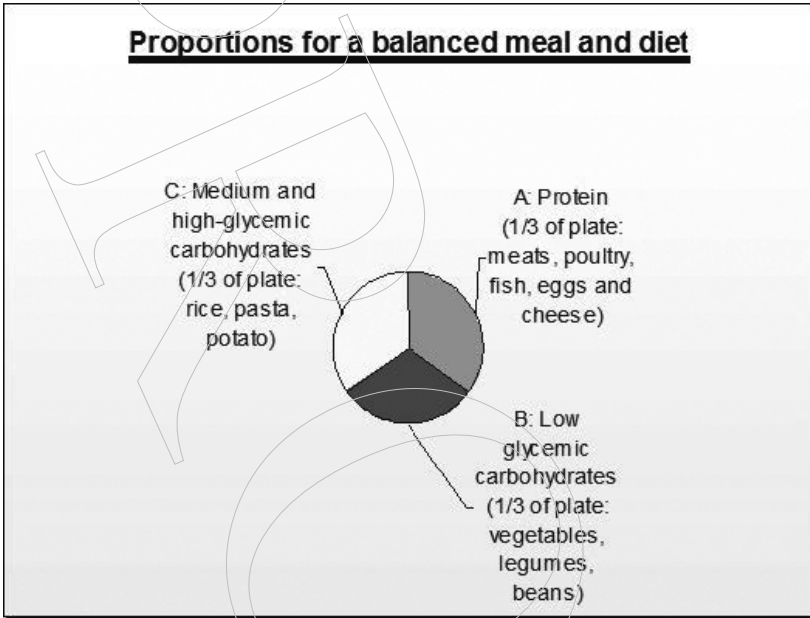 Proportions for a balanced meal and diet
C: Medium and
high-glycemic
carbohydrates
(1/3 of plate:
rice, pasta,
potato)
A: Protein
(1/3 of plate:
meats, poultry,
fish, eggs and
cheese)
B: Low
glycemic
carbohydrates
(1/3 of plate:
vegetables,
legumes,
beans)